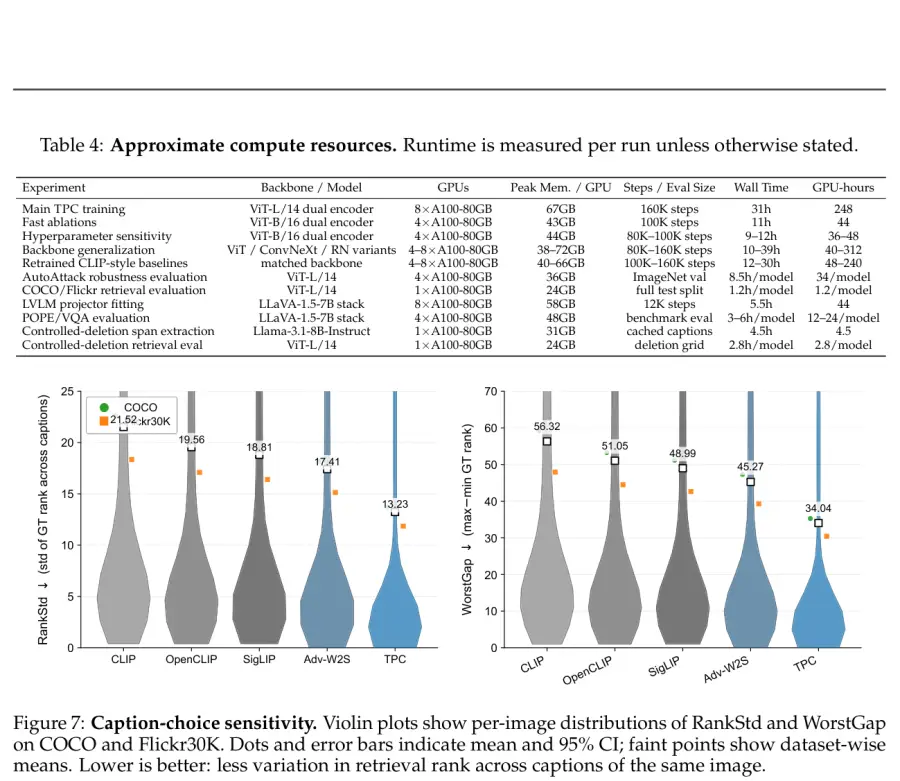 Table 4: Approximate compute resources. Runtime is measured per run unless otherwise stated.
Experiment Backbone / Model GPUs Peak Mem. / GPU Steps / Eval Size Wall Time GPU-hours
Main TPC training ViT-L/14 dual encoder 8×A100-80GB 67GB 160K steps 31h 248
Fast ablations ViT-B/16 dual encoder 4×A100-80GB 43GB 100K steps 11h 44
Hyperparameter sensitivity ViT-B/16 dual encoder 4×A100-80GB 44GB 80K–100K steps 9–12h 36–48
Backbone generalization ViT / ConvNeXt / RN variants 4–8×A100-80GB 38–72GB 80K–160K steps 10–39h 40–312
Retrained CLIP-style baselines matched backbone 4–8×A100-80GB 40–66GB 100K–160K steps 12–30h 48–240
AutoAttack robustness evaluation ViT-L/14 4×A100-80GB 36GB ImageNet val 8.5h/model 34/model
COCO/Flickr retrieval evaluation ViT-L/14 1×A100-80GB 24GB full test split 1.2h/model 1.2/model
LVLM projector fitting LLaVA-1.5-7B stack 8×A100-80GB 58GB 12K steps 5.5h 44
POPE/VQA evaluation LLaVA-1.5-7B stack 4×A100-80GB 48GB benchmark eval 3–6h/model 12–24/model
Controlled-deletion span extraction Llama-3.1-8B-Instruct 1×A100-80GB 31GB cached captions 4.5h 4.5
Controlled-deletion retrieval eval ViT-L/14 1×A100-80GB 24GB deletion grid 2.8h/model 2.8/model
RankStd ↓ (std of GT rank across captions)
25
20
15
10
5
0
COCO
ckr30K
21.52
19.56
18.81
17.41
13.23
CLIP OpenCLIP SigLIP Adv-W2S TPC
WorstGap ↓ (max−min GT rank)
70
60
50
40
30
20
10
0
56.32
51.05
48.99
45.27
34.04
CLIP OpenCLIP SigLIP Adv-W2S TPC
Figure 7: Caption-choice sensitivity. Violin plots show per-image distributions of RankStd and WorstGap
on COCO and Flickr30K. Dots and error bars indicate mean and 95% CI; faint points show dataset-wise
means. Lower is better: less variation in retrieval rank across captions of the same image.